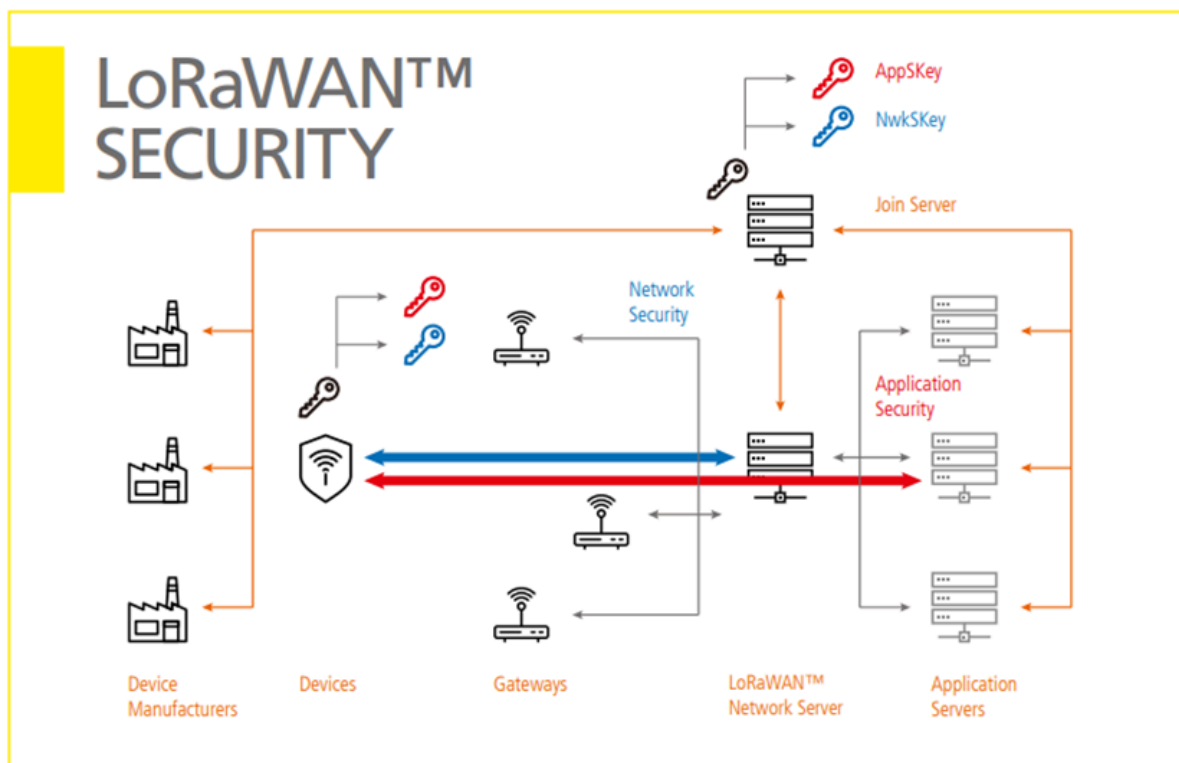 LoRaWAN™
SECURITY
AppSKey
NwkSKey
Join Server
Network
Security
Application
Security
Device
Manufacturers
Devices
Gateways
LoRaWAN™
Network Server
Application
Servers